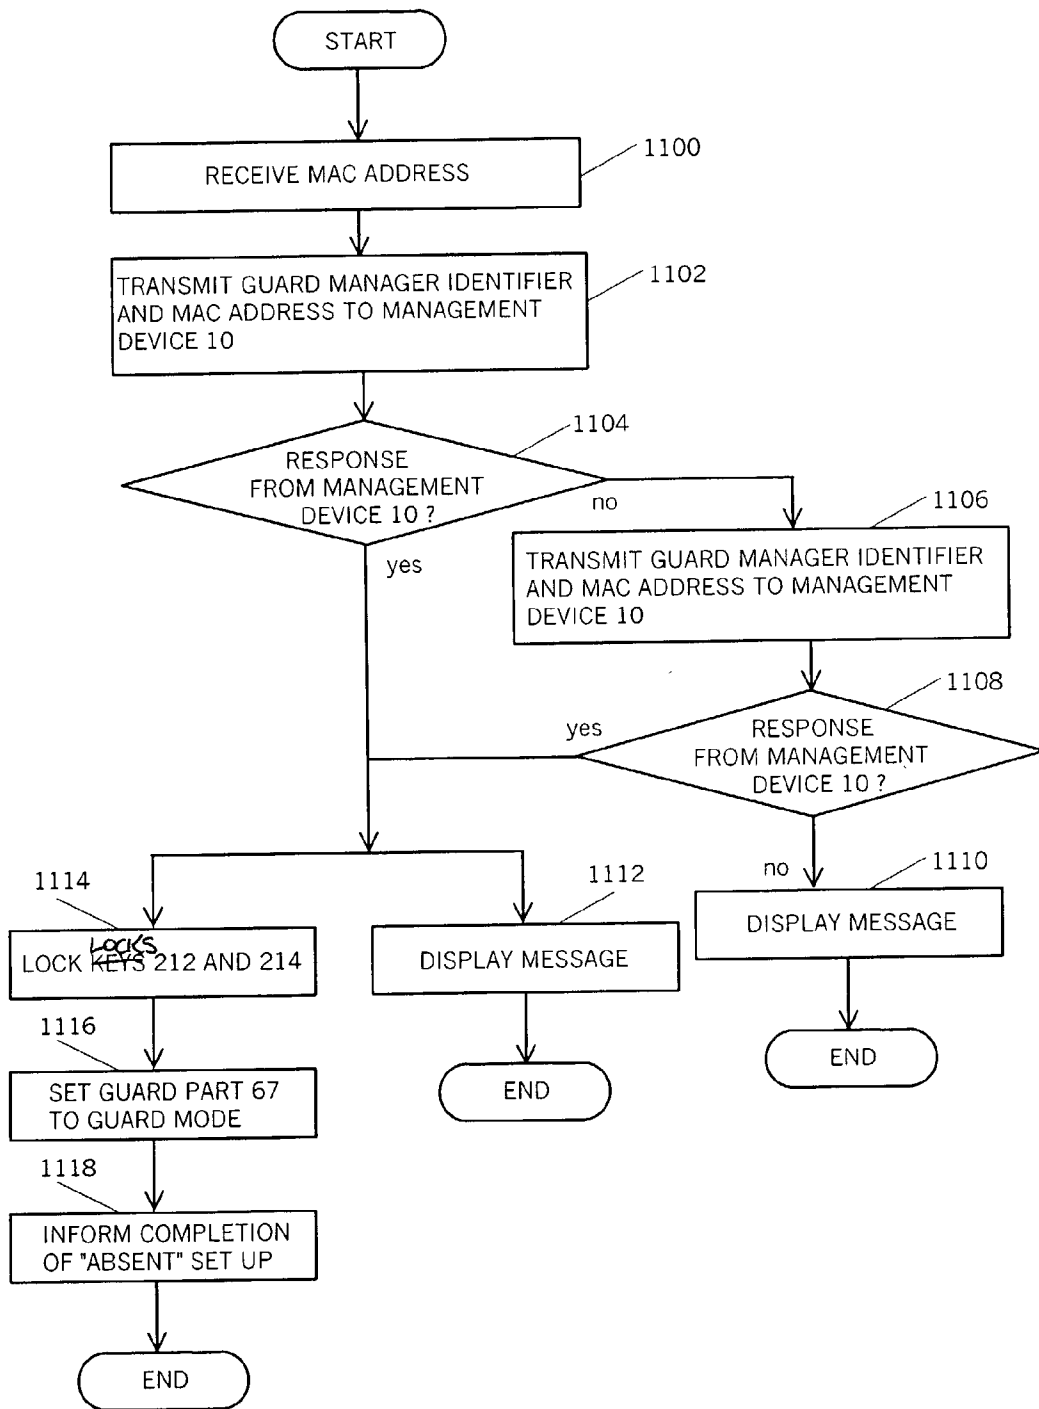 START
RECEIVE MAC ADDRESS
1100
TRANSMIT GUARD MANAGER IDENTIFIER
AND MAC ADDRESS TO MANAGEMENT
DEVICE 10
1102
RESPONSE
FROM MANAGEMENT
DEVICE 10 ?
1104
no
yes
1106
TRANSMIT GUARD MANAGER IDENTIFIER
AND MAC ADDRESS TO MANAGEMENT
DEVICE 10
1108
RESPONSE
FROM MANAGEMENT
DEVICE 10 ?
yes
no
1110
DISPLAY MESSAGE
END
1112
DISPLAY MESSAGE
END
1114
LOCKS
LOCK KEYS 212 AND 214
1116
SET GUARD PART 67
TO GUARD MODE
1118
INFORM COMPLETION
OF "ABSENT" SET UP
END